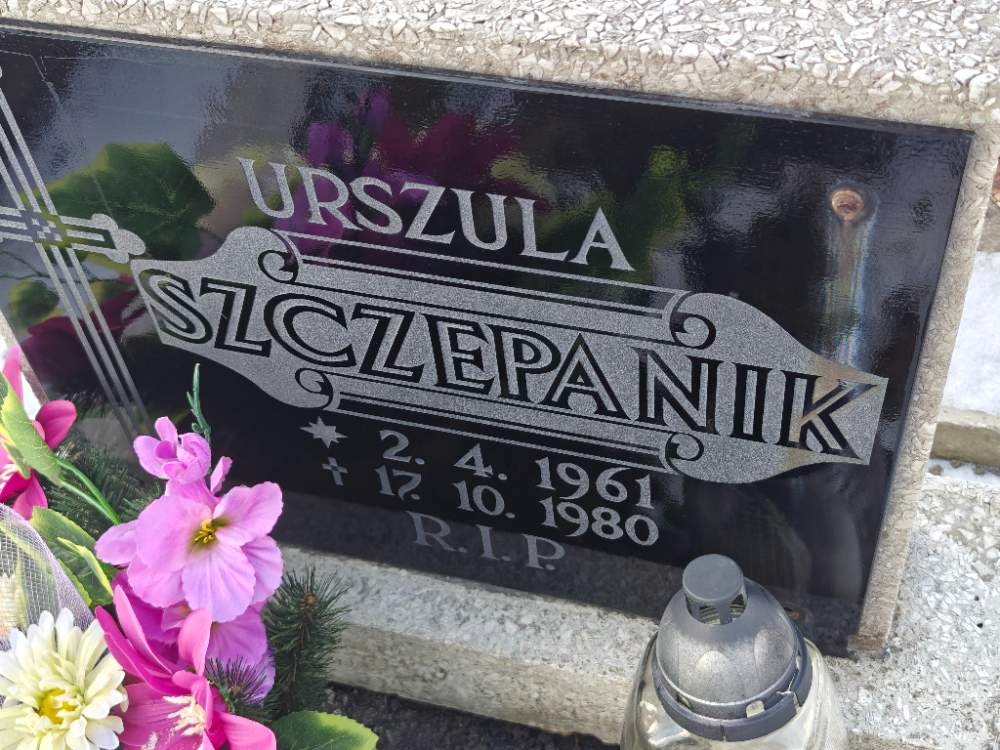 URSZULA
SZCZEPANIK
2. 4. 1961
17. 10. 1980
R.I.P.